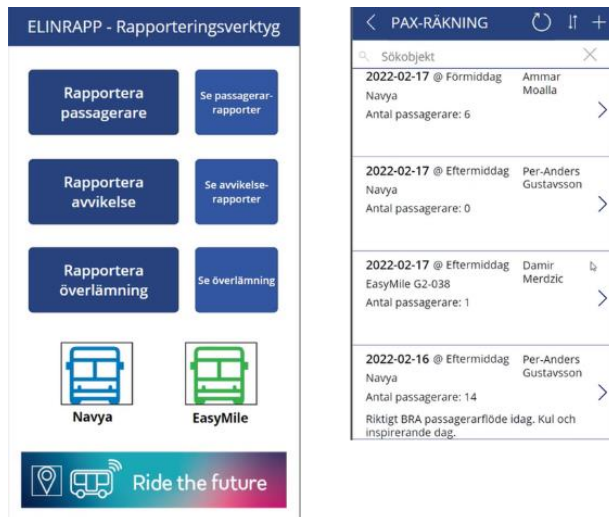 ELINRAPP - Rapporteringsverktyg
Rapportera
passagerare
Se passagerar-
rapporter
Rapportera
avvikelse
Se avvikelse-
rapporter
Rapportera
överlämning
Se överlämning
Navya
EasyMile
Ride the future
PAX-RÄKNING
Sökobjekt
2022-02-17 @ Förmiddag
Ammar
Moalla
Navya
Antal passagerare: 6
2022-02-17 @ Eftermiddag
Per-Anders
Gustavsson
Navya
Antal passagerare: 0
2022-02-17 @ Eftermiddag
Damir
Merdzic
EasyMile G2-038
Antal passagerare: 1
2022-02-16 @ Eftermiddag
Per-Anders
Gustavsson
Navya
Antal passagerare: 14
Riktigt BRA passagerarflöde idag. Kul och
inspirerande dag.